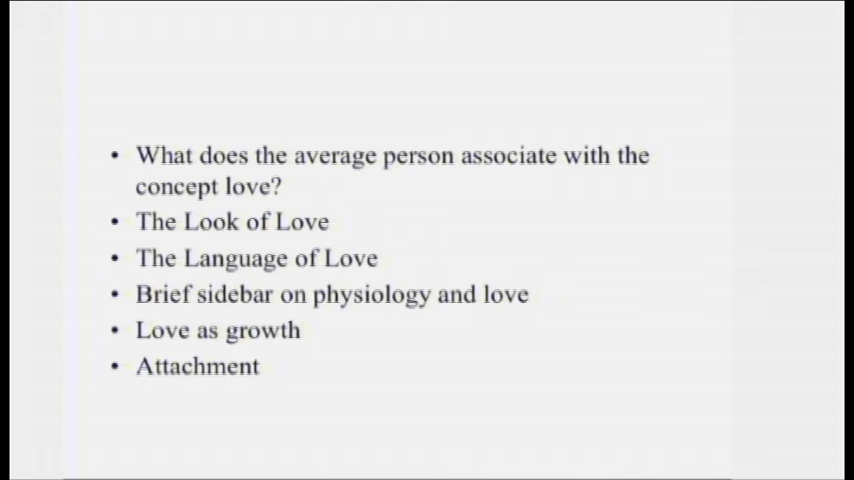 • What does the average person associate with the
concept love?
• The Look of Love
• The Language of Love
• Brief sidebar on physiology and love
• Love as growth
• Attachment